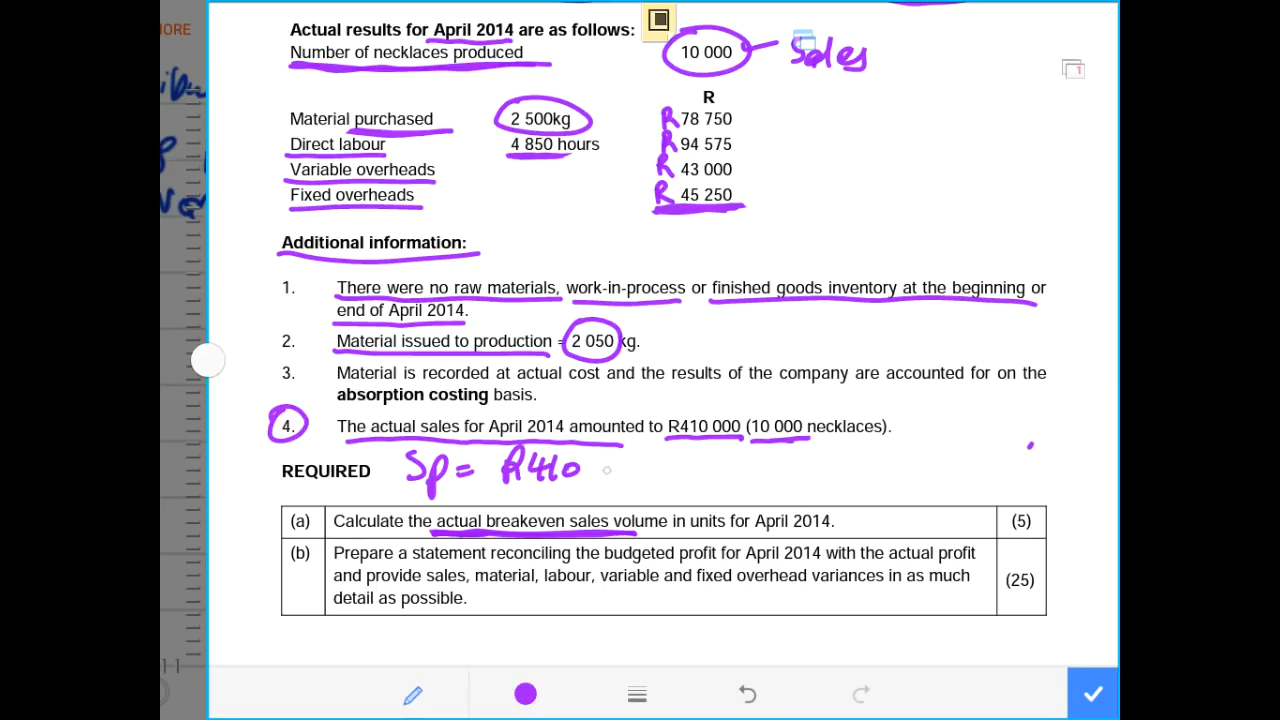 MORE
Actual results for April 2014 are as follows:
Number of necklaces produced 10 000 Sales
R
Material purchased 2 500kg R 78 750
Direct labour 4 850 hours R 94 575
Variable overheads R 43 000
Fixed overheads R 45 250
Additional information:
1. There were no raw materials, work-in-process or finished goods inventory at the beginning or
end of April 2014.
2. Material issued to production = 2 050 kg.
3. Material is recorded at actual cost and the results of the company are accounted for on the
absorption costing basis.
4. The actual sales for April 2014 amounted to R410 000 (10 000 necklaces).
REQUIRED Sp = R410
(a) Calculate the actual breakeven sales volume in units for April 2014. (5)
(b) Prepare a statement reconciling the budgeted profit for April 2014 with the actual profit
and provide sales, material, labour, variable and fixed overhead variances in as much (25)
detail as possible.
1